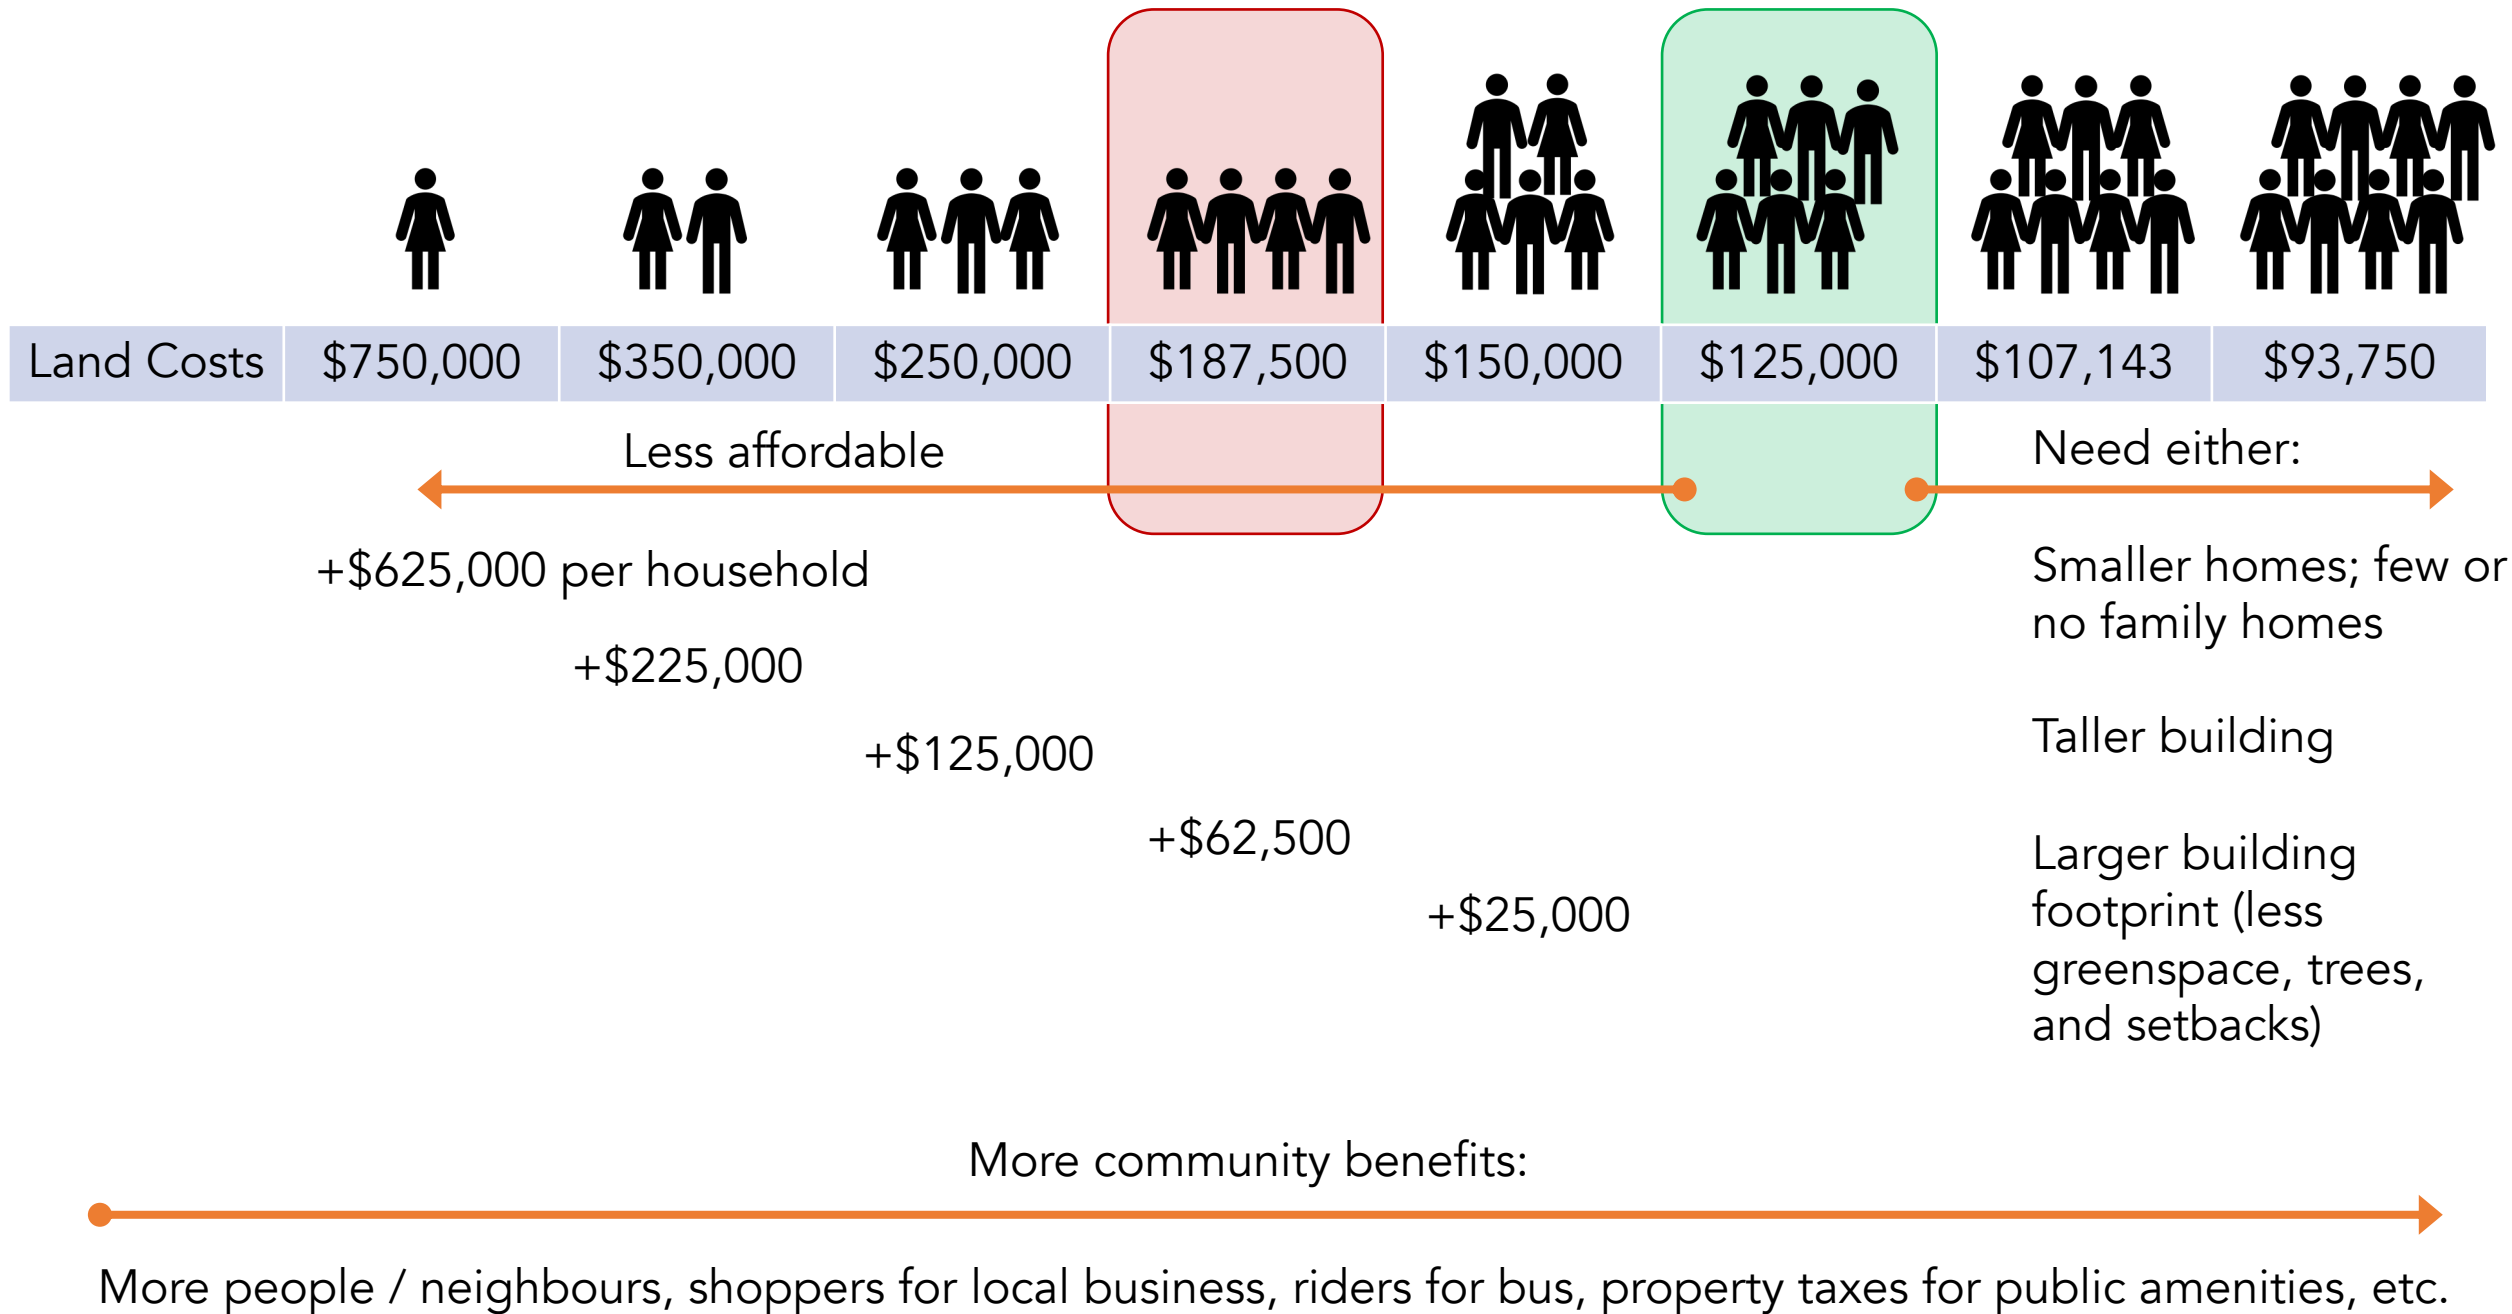 Land Costs $750,000 $350,000 $250,000 $187,500 $150,000 $125,000 $107,143 $93,750
Less affordable
+$625,000 per household
+$225,000
+$125,000
+$62,500
+$25,000
Need either:
Smaller homes; few or
no family homes
Taller building
Larger building
footprint (less
greenspace, trees,
and setbacks)
More community benefits:
More people / neighbours, shoppers for local business, riders for bus, property taxes for public amenities, etc.